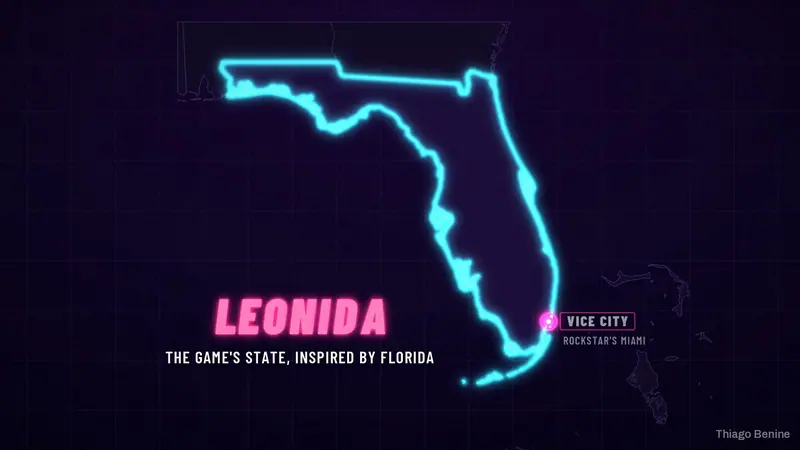 LEONIDA
THE GAME'S STATE, INSPIRED BY FLORIDA
VICE CITY
ROCKSTAR'S MIAMI
Thiago Benine